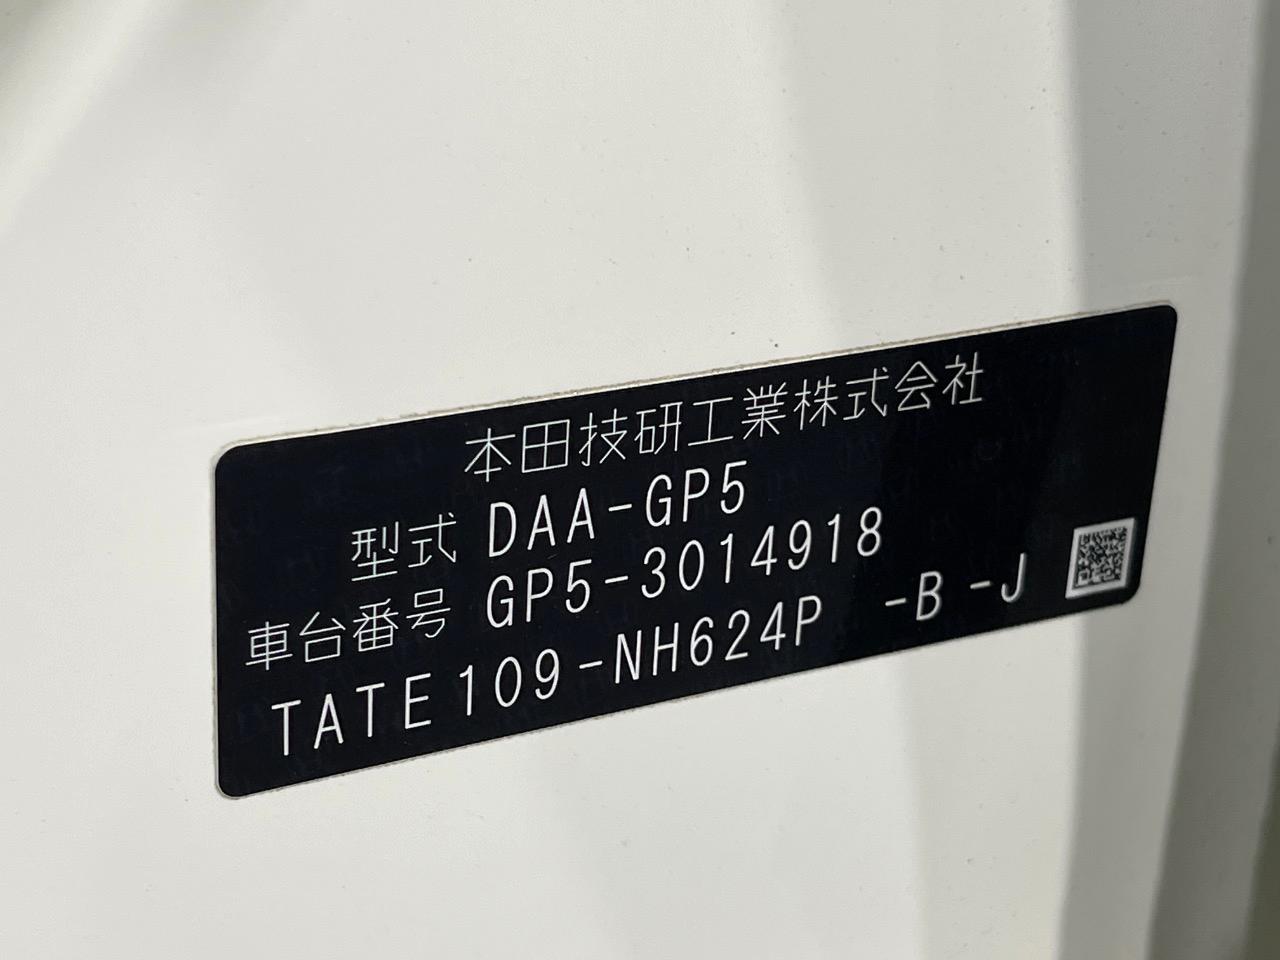 本田技研工業株式会社
型式 DAA-GP5
車台番号 GP5-3014918
TATE109-NH624P -B -J